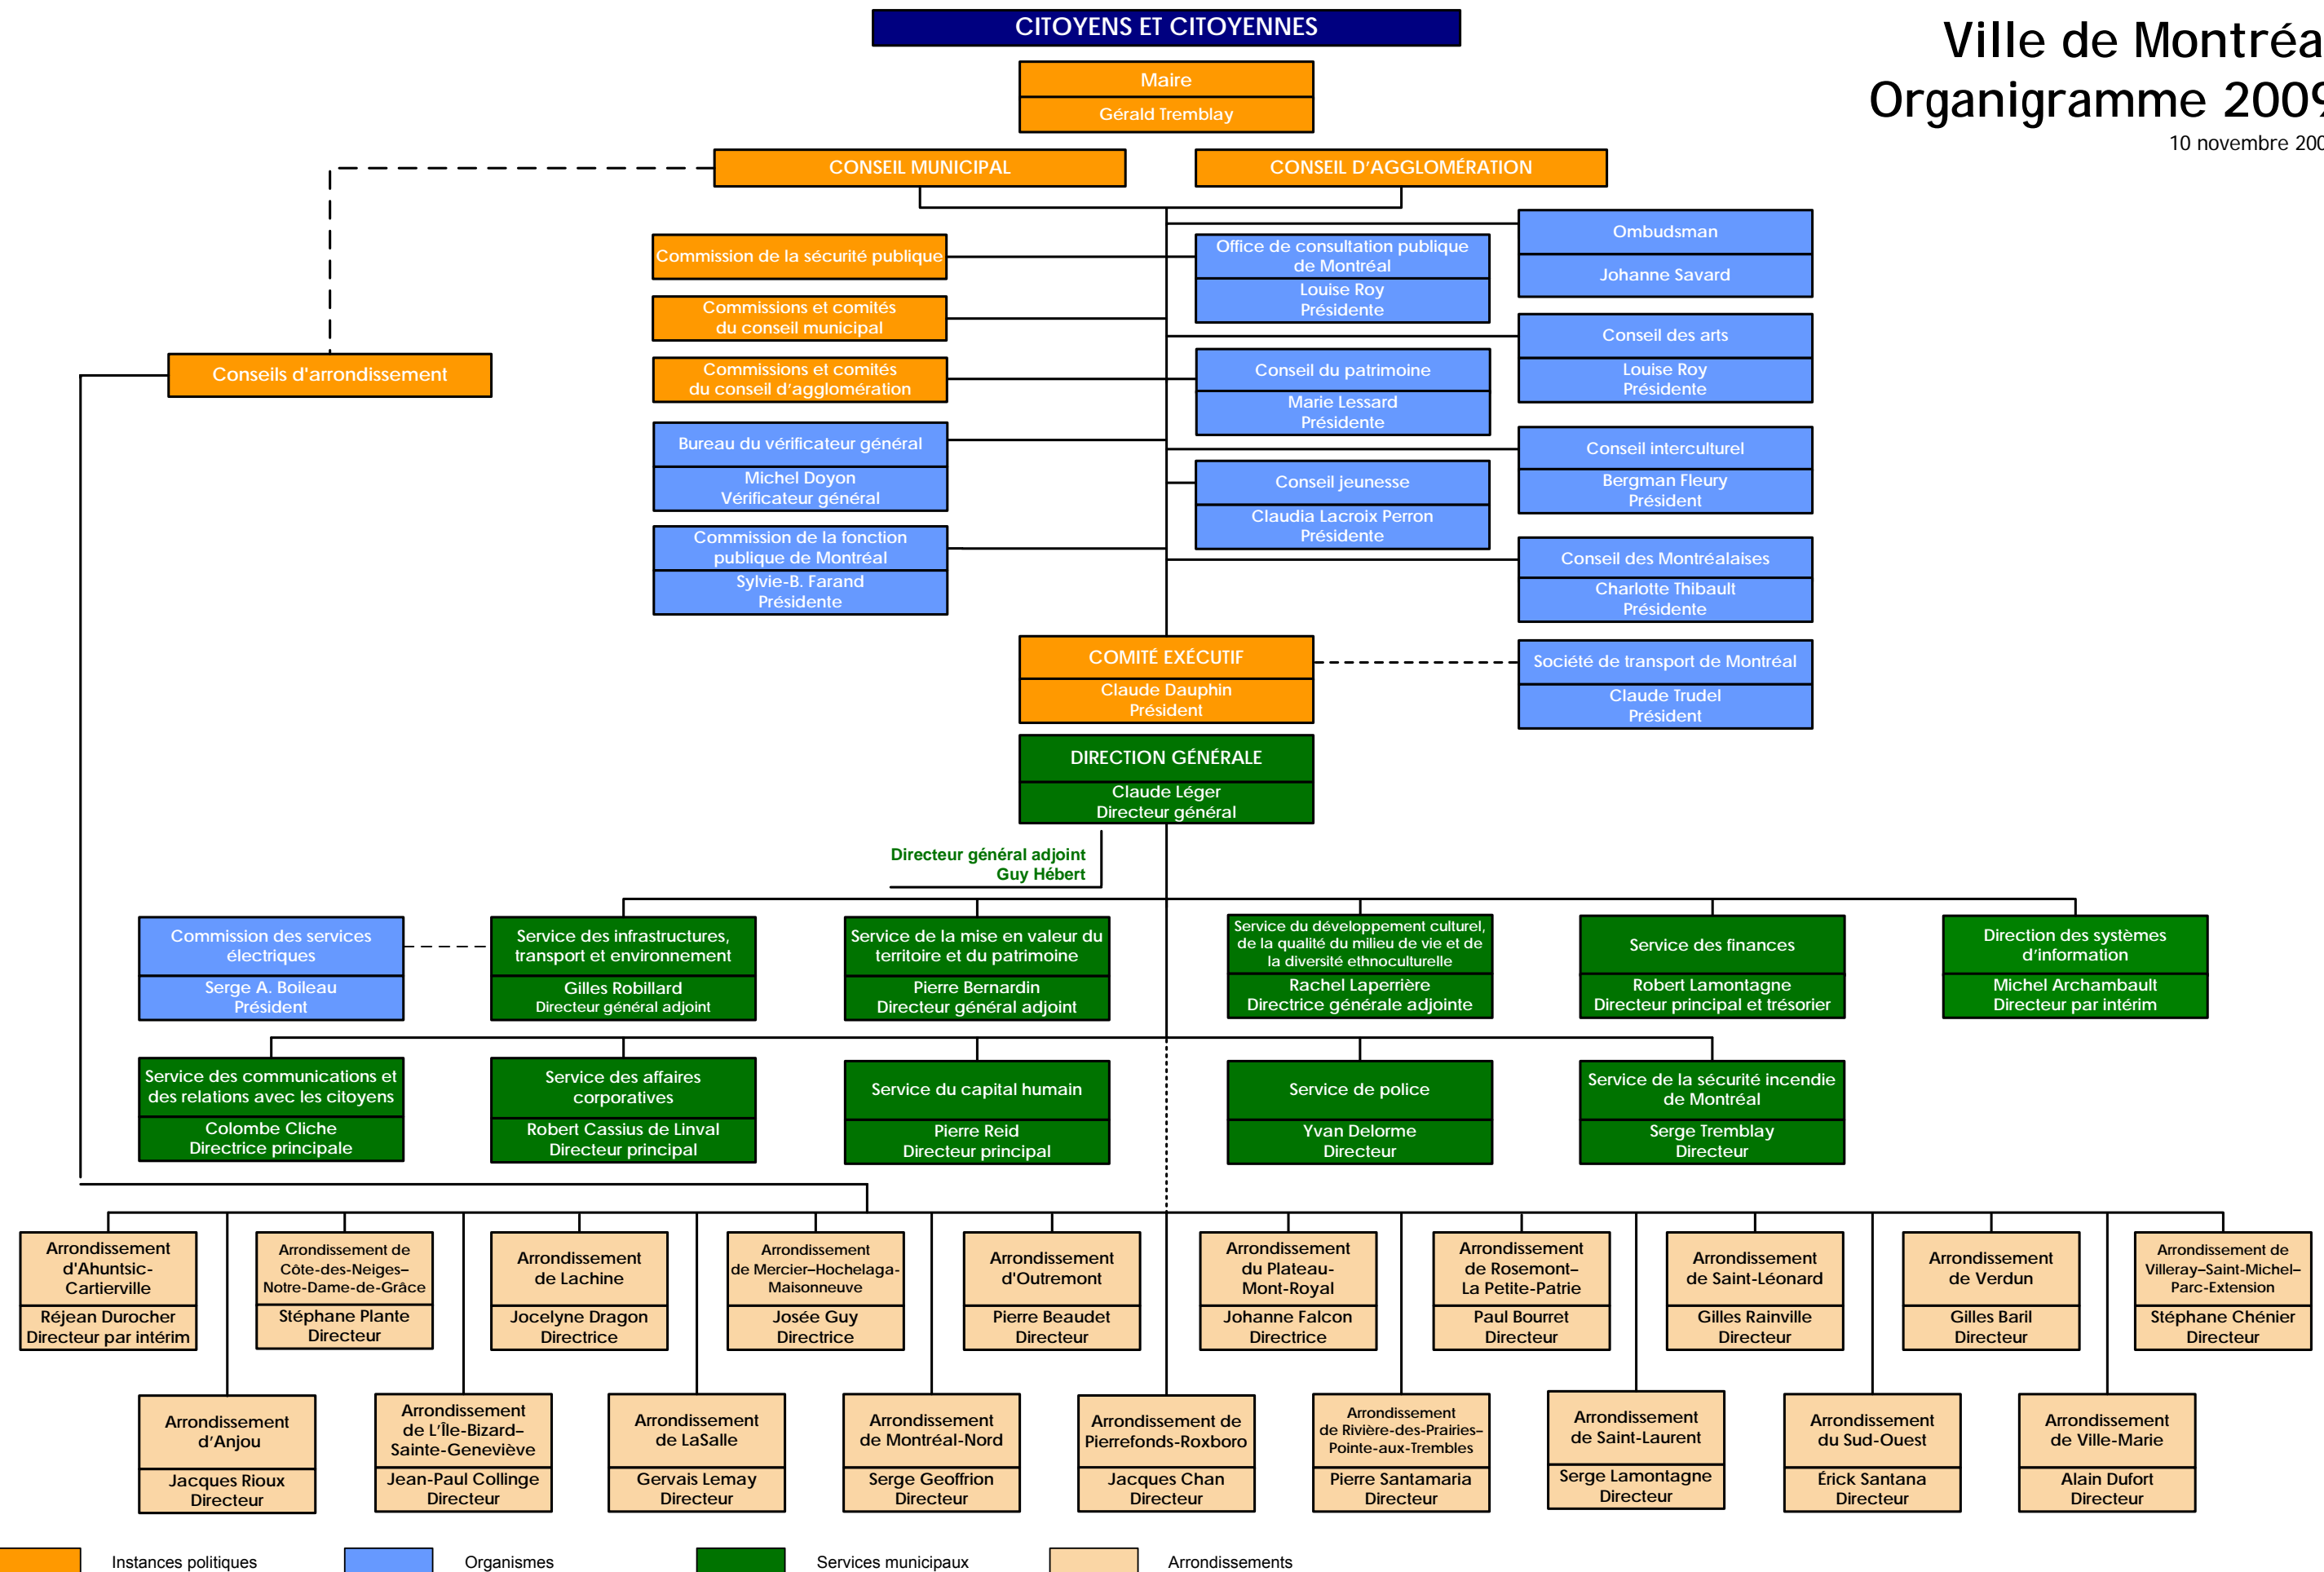 CITOYENS ET CITOYENNES
Ville de Montréa
Organigramme 2009
10 novembre 200
Maire
Gérald Tremblay
CONSEIL MUNICIPAL
CONSEIL D'AGGLOMÉRATION
Ombudsman
Johanne Savard
Commission de la sécurité publique
Office de consultation publique
de Montréal
Louise Roy
Présidente
Commissions et comités
du conseil municipal
Conseil des arts
Louise Roy
Présidente
Conseils d'arrondissement
Commissions et comités
du conseil d'agglomération
Conseil du patrimoine
Marie Lessard
Présidente
Bureau du vérificateur général
Michel Doyon
Vérificateur général
Conseil interculturel
Bergman Fleury
Président
Conseil jeunesse
Claudia Lacroix Perron
Présidente
Commission de la fonction
publique de Montréal
Sylvie-B. Farand
Présidente
Conseil des Montréalaises
Charlotte Thibault
Présidente
COMITÉ EXÉCUTIF
Claude Dauphin
Président
Société de transport de Montréal
Claude Trudel
Président
DIRECTION GÉNÉRALE
Claude Léger
Directeur général
Directeur général adjoint
Guy Hébert
Commission des services
électriques
Serge A. Boileau
Président
Service des infrastructures,
transport et environnement
Gilles Robillard
Directeur général adjoint
Service de la mise en valeur du
territoire et du patrimoine
Pierre Bernardin
Directeur général adjoint
Service du développement culturel,
de la qualité du milieu de vie et de
la diversité ethnoculturelle
Rachel Laperrière
Directrice générale adjointe
Service des finances
Robert Lamontagne
Directeur principal et trésorier
Direction des systèmes
d'information
Michel Archambault
Directeur par intérim
Service des communications et
des relations avec les citoyens
Colombe Cliche
Directrice principale
Service des affaires
corporatives
Robert Cassius de Linval
Directeur principal
Service du capital humain
Pierre Reid
Directeur principal
Service de police
Yvan Delorme
Directeur
Service de la sécurité incendie
de Montréal
Serge Tremblay
Directeur
Arrondissement
d'Ahuntsic-
Cartierville
Réjean Durocher
Directeur par intérim
Arrondissement de
Côte-des-Neiges–
Notre-Dame-de-Grâce
Stéphane Plante
Directeur
Arrondissement
de Lachine
Jocelyne Dragon
Directrice
Arrondissement
de Mercier–Hochelaga-
Maisonneuve
Josée Guy
Directrice
Arrondissement
d'Outremont
Pierre Beaudet
Directeur
Arrondissement
du Plateau-
Mont-Royal
Johanne Falcon
Directrice
Arrondissement
de Rosemont–
La Petite-Patrie
Paul Bourret
Directeur
Arrondissement
de Saint-Léonard
Gilles Rainville
Directeur
Arrondissement
de Verdun
Gilles Baril
Directeur
Arrondissement de
Villeray–Saint-Michel–
Parc-Extension
Stéphane Chénier
Directeur
Arrondissement
d'Anjou
Jacques Rioux
Directeur
Arrondissement
de L'Île-Bizard–
Sainte-Geneviève
Jean-Paul Collinge
Directeur
Arrondissement
de LaSalle
Gervais Lemay
Directeur
Arrondissement
de Montréal-Nord
Serge Geoffrion
Directeur
Arrondissement de
Pierrefonds-Roxboro
Jacques Chan
Directeur
Arrondissement
de Rivière-des-Prairies–
Pointe-aux-Trembles
Pierre Santamaria
Directeur
Arrondissement
de Saint-Laurent
Serge Lamontagne
Directeur
Arrondissement
du Sud-Ouest
Érick Santana
Directeur
Arrondissement
de Ville-Marie
Alain Dufort
Directeur
Instances politiques
Organismes
Services municipaux
Arrondissements